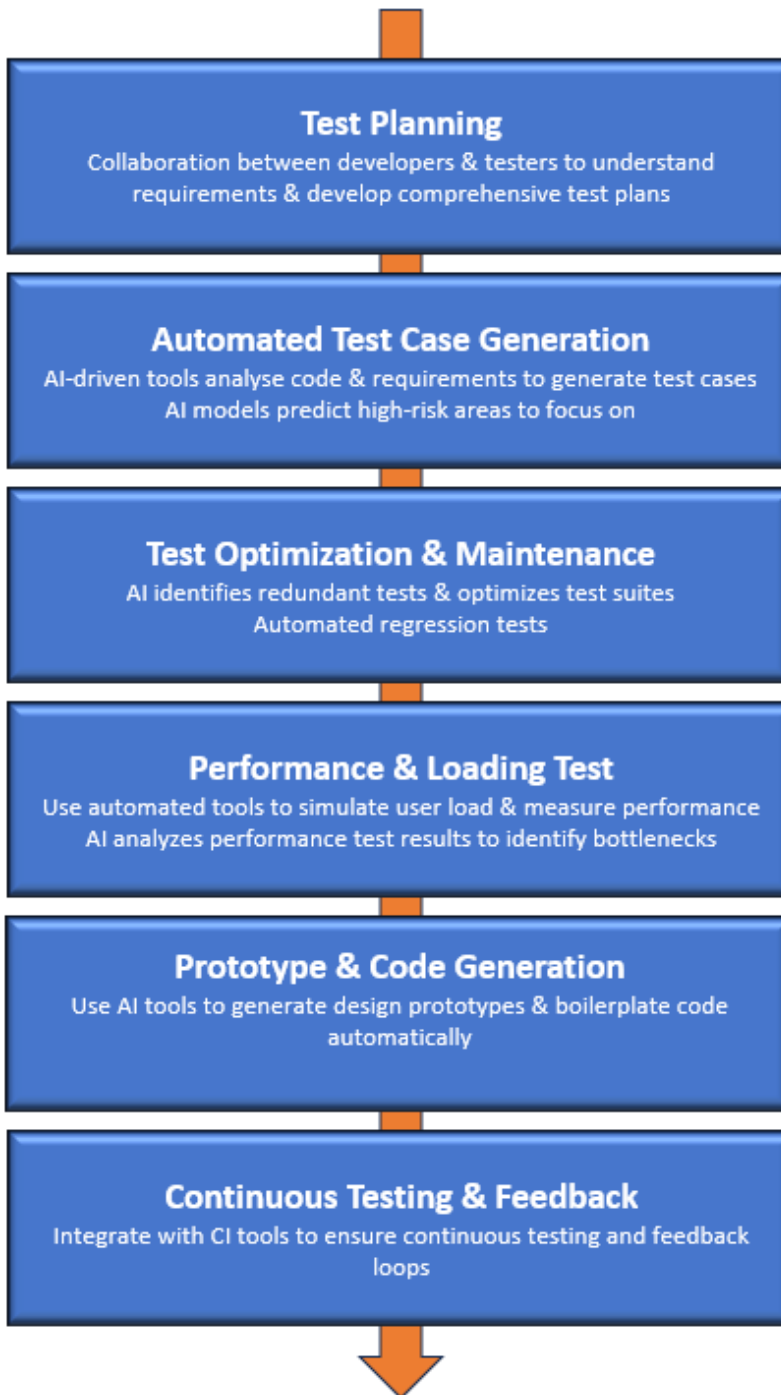 Test Planning
Collaboration between developers & testers to understand
requirements & develop comprehensive test plans
Automated Test Case Generation
AI-driven tools analyse code & requirements to generate test cases
AI models predict high-risk areas to focus on
Test Optimization & Maintenance
AI identifies redundant tests & optimizes test suites
Automated regression tests
Performance & Loading Test
Use automated tools to simulate user load & measure performance
AI analyzes performance test results to identify bottlenecks
Prototype & Code Generation
Use AI tools to generate design prototypes & boilerplate code
automatically
Continuous Testing & Feedback
Integrate with CI tools to ensure continuous testing and feedback
loops